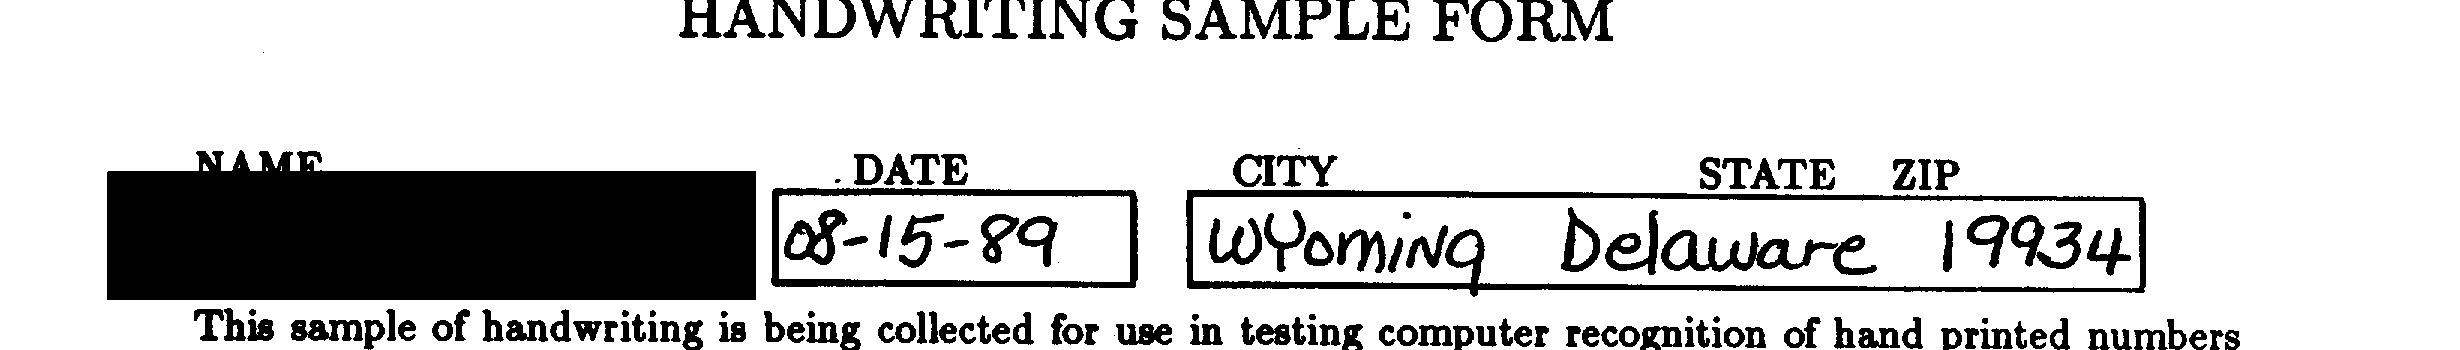 HANDWRITING SAMPLE FORM
NAME DATE CITY STATE ZIP
08-15-89 WYomiNg Delaware 19934
This sample of handwriting is being collected for use in testing computer recognition of hand printed numbers